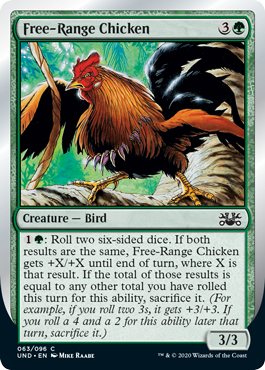 Free-Range Chicken 3
Creature — Bird
1 : Roll two six-sided dice. If both
results are the same, Free-Range Chicken
gets +X/+X until end of turn, where X is
that result. If the total of those results is
equal to any other total you have rolled
this turn for this ability, sacrifice it. (For
example, if you roll two 3s, it gets +3/+3. If
you roll a 4 and a 2 for this ability later that
turn, sacrifice it.)
3/3
063/096 C
UND • EN Mike Raabe
™ & © 2020 Wizards of the Coast